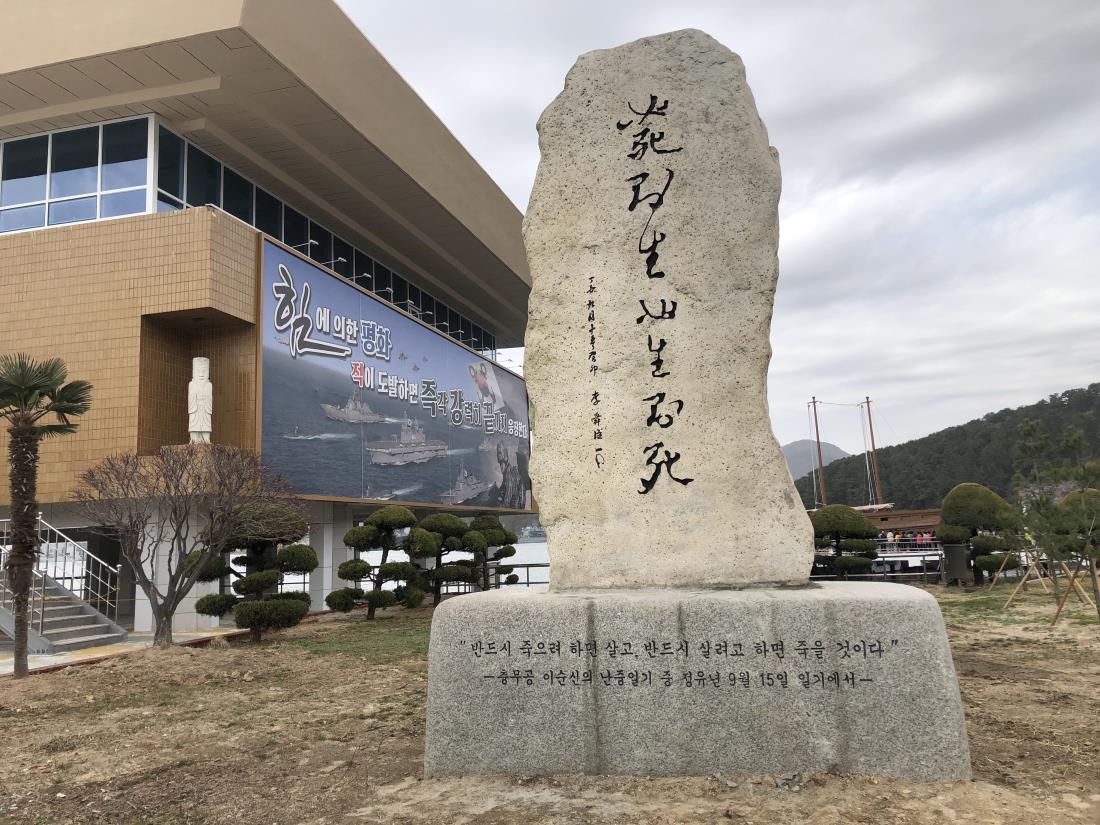 힘에 의한 평화
적이 도발하면 즉각 강력히 끝까지 응징한다
必死則生必生則死
李舜臣
"반드시 죽으려 하면 살고, 반드시 살려고 하면 죽을 것이다"
—충무공 이순신의 난중일기 중 정유년 9월 15일 일기에서—